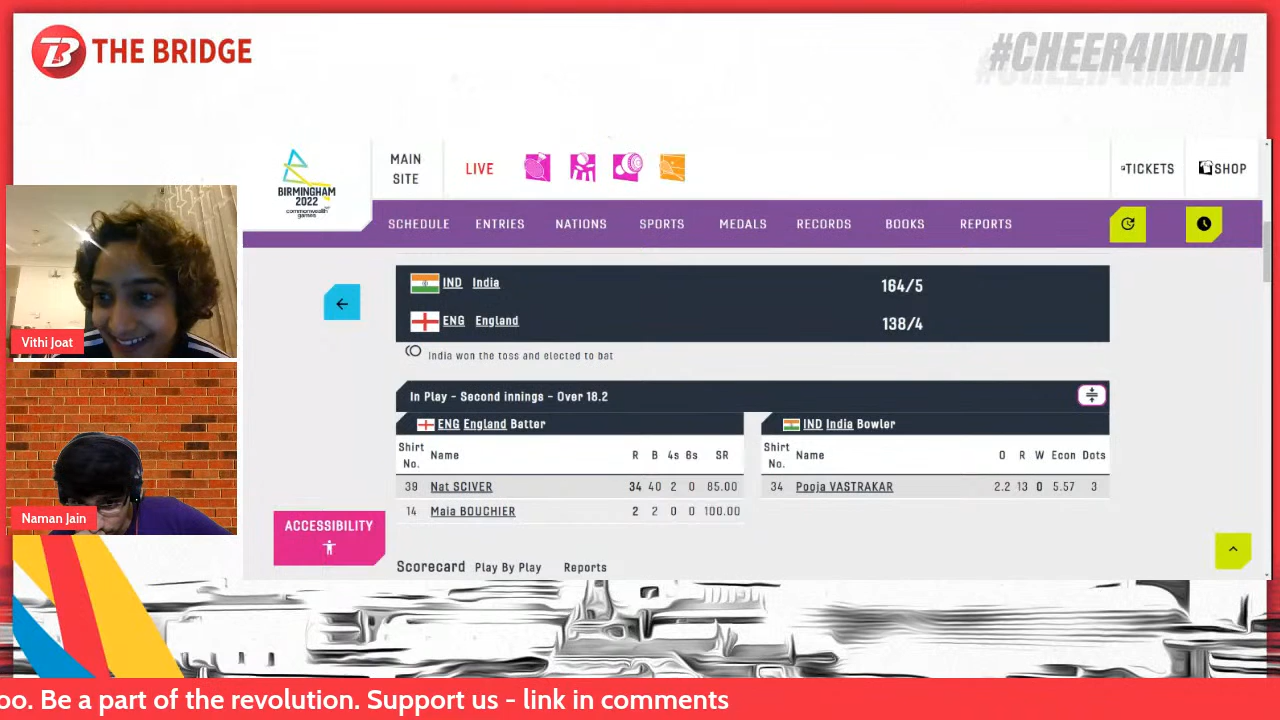 THE BRIDGE
#CHEER4INDIA
BIRMINGHAM
2022
commonwealth
games
MAIN
SITE
LIVE
TICKETS
SHOP
SCHEDULE ENTRIES NATIONS SPORTS MEDALS RECORDS BOOKS REPORTS
IND India 164/5
ENG England 138/4
India won the toss and elected to bat
In Play - Second innings - Over 18.2
ENG England Batter
Shirt No. Name R B 4s 6s SR
39 Nat SCIVER 34 40 2 0 85.00
14 Maia BOUCHIER 2 2 0 0 100.00
IND India Bowler
Shirt No. Name O R W Econ Dots
34 Pooja VASTRAKAR 2.2 13 0 5.57 3
Scorecard Play By Play Reports
ACCESSIBILITY
Vithi Joat
Naman Jain
oo. Be a part of the revolution. Support us - link in comments